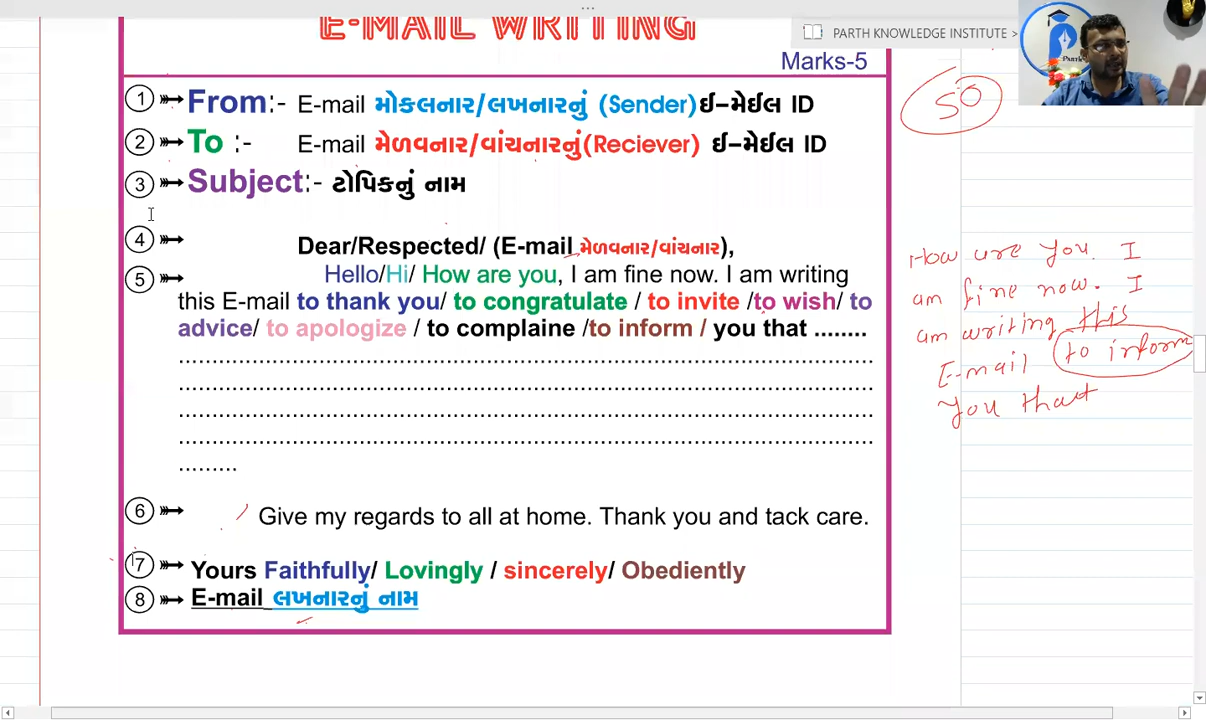 E-MAIL WRITING
PARTH KNOWLEDGE INSTITUTE >
Marks-5
1 From:- E-mail મોકલનાર/લખનારનું (Sender)ઈ-મેઈલ ID
2 To :- E-mail મેળવનાર/વાંચનારનું(Reciever) ઈ-મેઈલ ID
3 Subject:- ટોપિકનું નામ
4 Dear/Respected/ (E-mail મેળવનાર/વાંચનાર),
5 Hello/Hi/ How are you, I am fine now. I am writing
this E-mail to thank you/ to congratulate / to invite /to wish/ to
advice/ to apologize / to complaine /to inform / you that ........
6 Give my regards to all at home. Thank you and tack care.
7 Yours Faithfully/ Lovingly / sincerely/ Obediently
8 E-mail લખનારનું નામ
50
How are you. I
am fine now. I
am writing this
E-mail to inform
you that